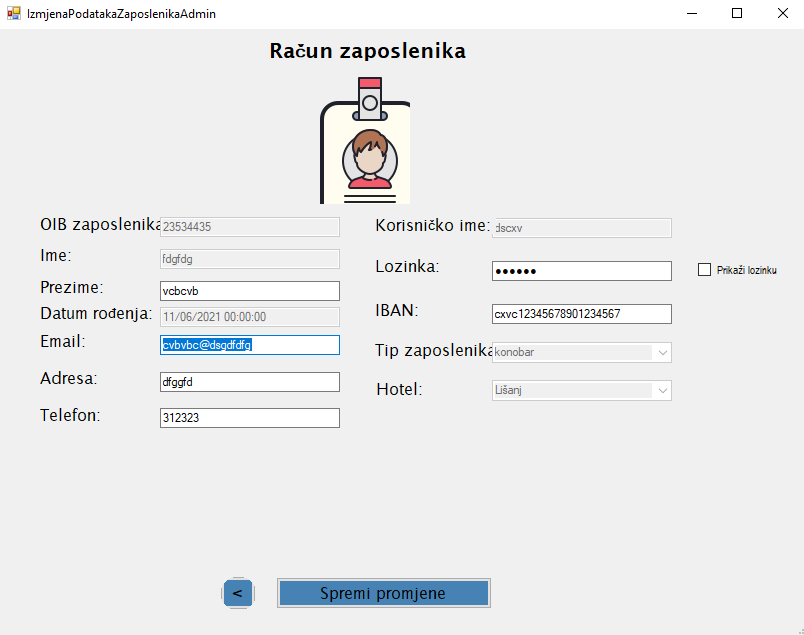 IzmjenaPodatakaZaposlenikaAdmin
Račun zaposlenika
OIB zaposlenika 23534435
Ime: fdgfdg
Prezime: vcbcvb
Datum rođenja: 11/06/2021 00:00:00
Email: cvbvbc@dsgdfdfg
Adresa: dfggfd
Telefon: 312323
Korisničko ime: dscxv
Lozinka: ●●●●●● Prikaži lozinku
IBAN: cxvc12345678901234567
Tip zaposlenika konobar
Hotel: Lišanj
< Spremi promjene